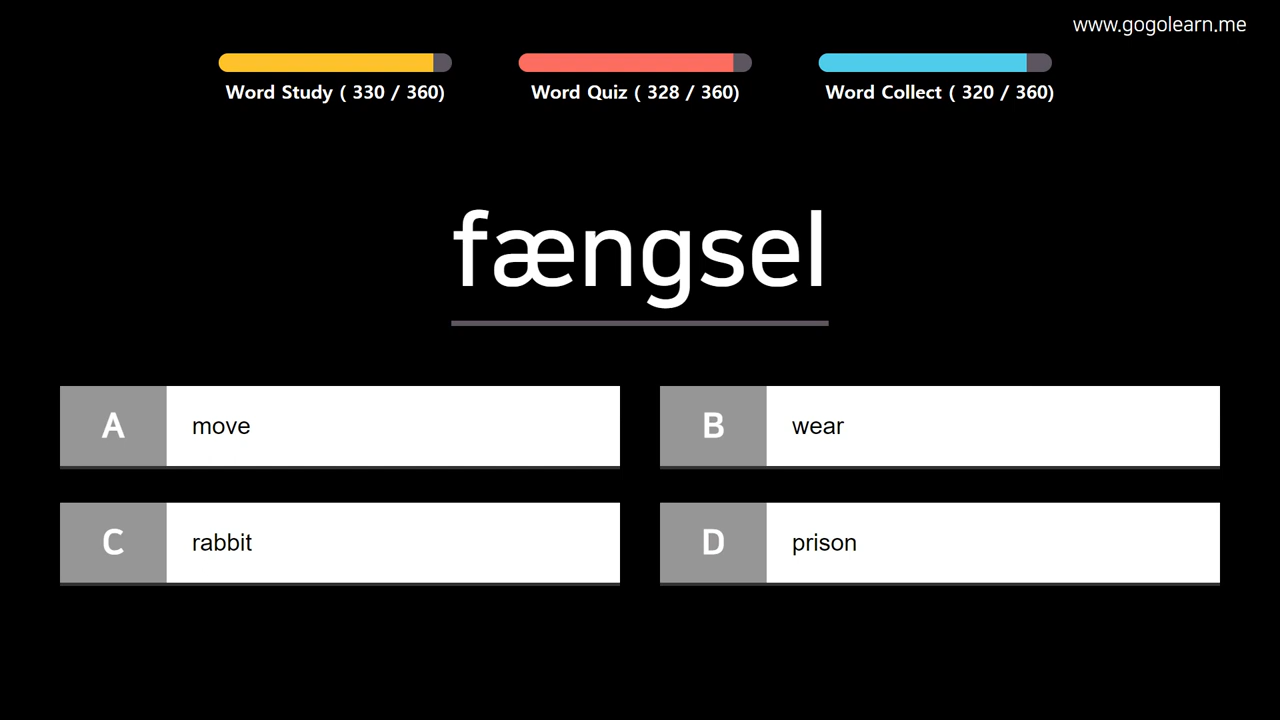 www.gogolearn.me
Word Study ( 330 / 360)
Word Quiz ( 328 / 360)
Word Collect ( 320 / 360)
fængsel
A move
B wear
C rabbit
D prison